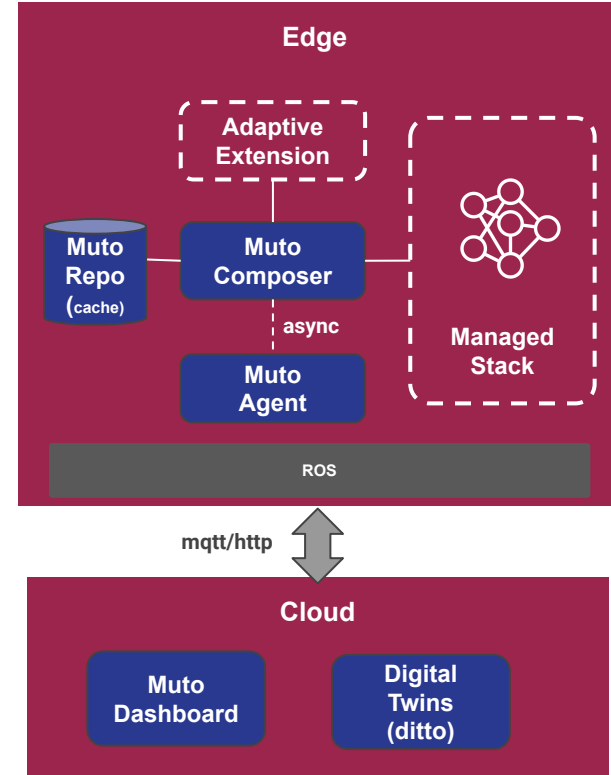 Edge
Adaptive
Extension
Muto
Repo
(cache)
Muto
Composer
async
Managed
Stack
Muto
Agent
ROS
mqtt/http
Cloud
Muto
Dashboard
Digital
Twins
(ditto)